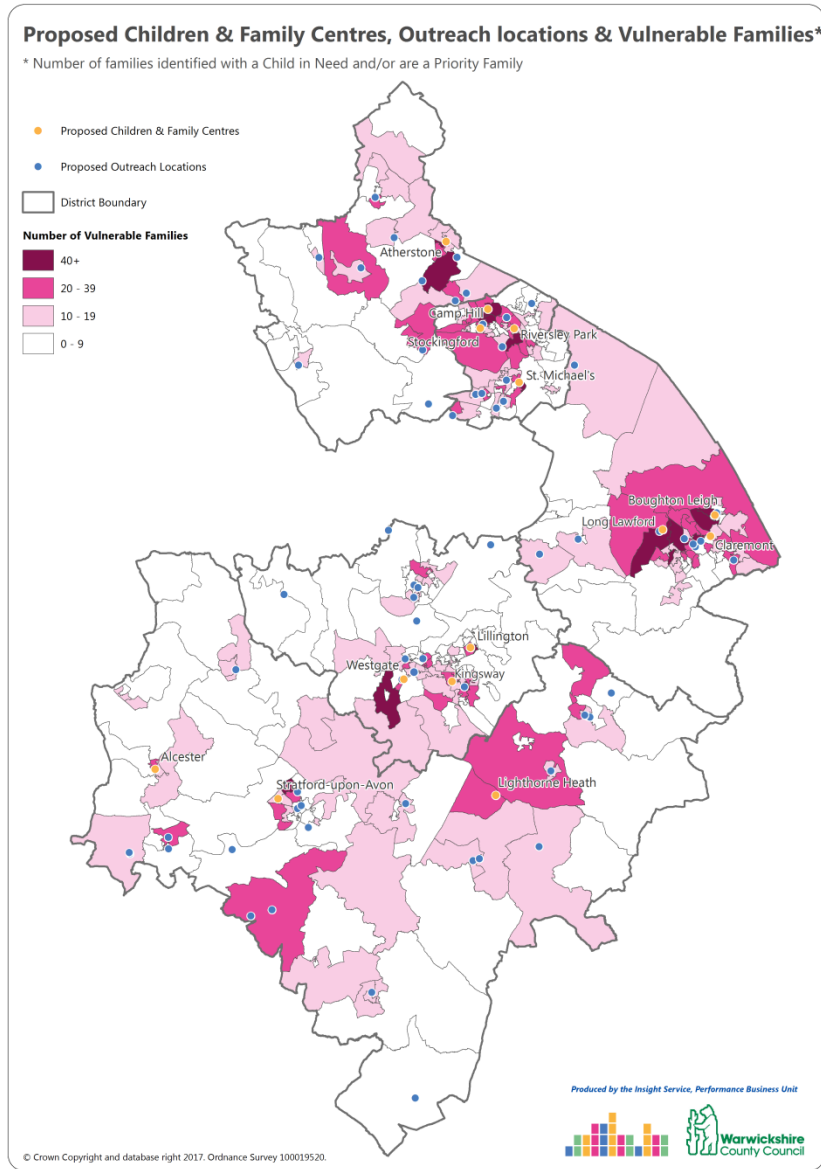 Proposed Children & Family Centres, Outreach locations & Vulnerable Families*
* Number of families identified with a Child in Need and/or are a Priority Family
Proposed Children & Family Centres
Proposed Outreach Locations
District Boundary
Number of Vulnerable Families
40+
20 - 39
10 - 19
0 - 9
Atherstone
Camp Hill
Riversley Park
Stockingford
St. Michael's
Boughton Leigh
Long Lawford
Claremont
Lillington
Westgate
Kingsway
Alcester
Stratford-upon-Avon
Lighthorne Heath
Produced by the Insight Service, Performance Business Unit
Warwickshire
County Council
© Crown Copyright and database right 2017. Ordnance Survey 100019520.